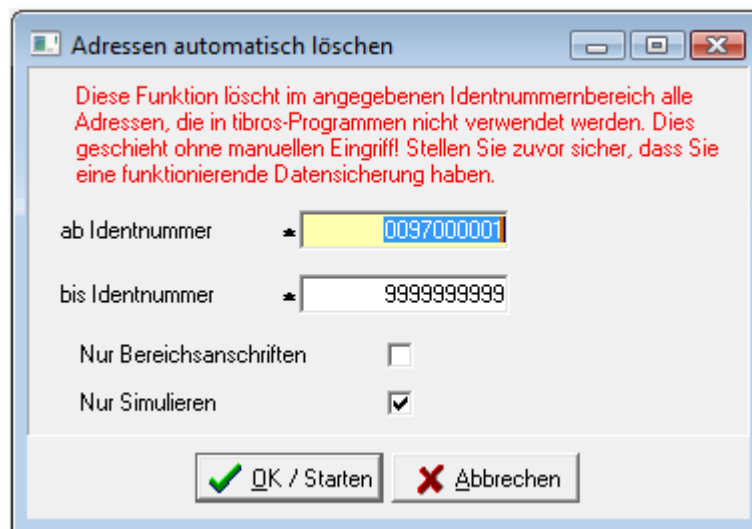 Adressen automatisch löschen
Diese Funktion löscht im angegebenen Identnummernbereich alle
Adressen, die in tibros-Programmen nicht verwendet werden. Dies
geschieht ohne manuellen Eingriff! Stellen Sie zuvor sicher, dass Sie
eine funktionierende Datensicherung haben.
ab Identnummer * 0097000001
bis Identnummer * 9999999999
Nur Bereichsanschriften
Nur Simulieren
OK / Starten Abbrechen